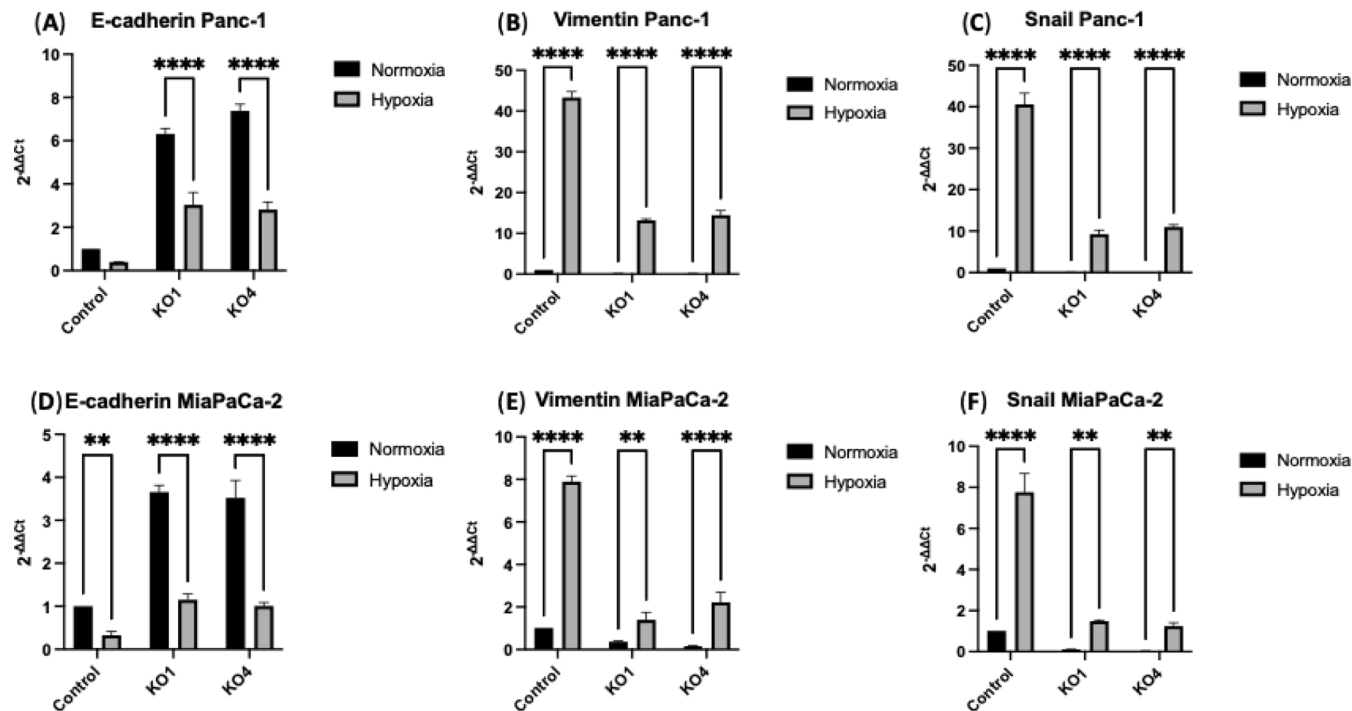 (A) E-cadherin Panc-1
**** ****
10
8
6
4
2
0
2-ΔΔCt
Control KO1 KO4
Normoxia
Hypoxia
(B) Vimentin Panc-1
**** **** ****
50
40
30
20
10
0
2-ΔΔCt
Control KO1 KO4
Normoxia
Hypoxia
(C) Snail Panc-1
**** **** ****
50
40
30
20
10
0
2-ΔΔCt
Control KO1 KO4
Normoxia
Hypoxia
(D) E-cadherin MiaPaCa-2
** **** ****
5
4
3
2
1
0
2-ΔΔCt
Control KO1 KO4
Normoxia
Hypoxia
(E) Vimentin MiaPaCa-2
**** ** ****
10
8
6
4
2
0
2-ΔΔCt
Control KO1 KO4
Normoxia
Hypoxia
(F) Snail MiaPaCa-2
**** ** **
10
8
6
4
2
0
2-ΔΔCt
Control KO1 KO4
Normoxia
Hypoxia